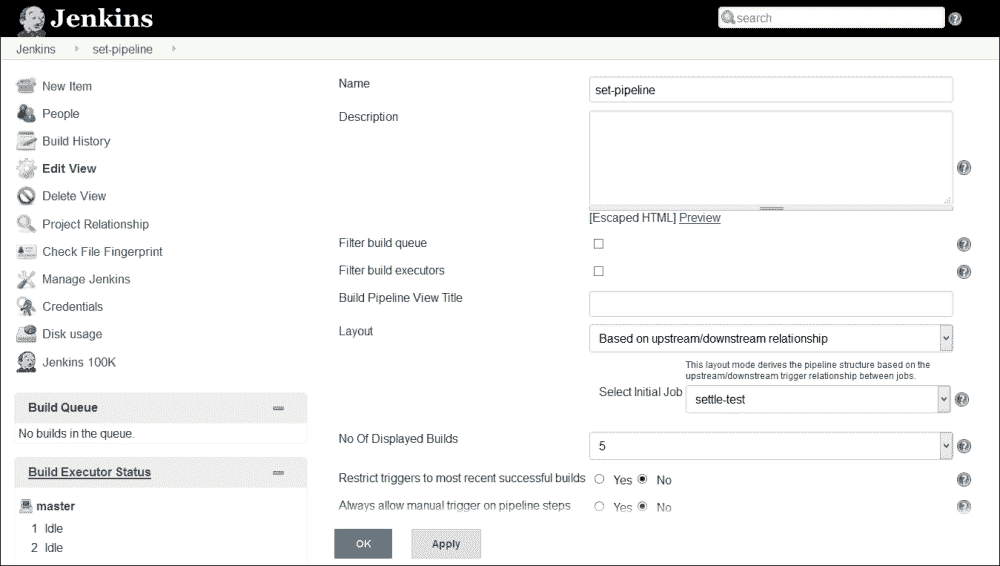 Jenkins
search
Jenkins
set-pipeline
New Item
People
Build History
Edit View
Delete View
Project Relationship
Check File Fingerprint
Manage Jenkins
Credentials
Disk usage
Jenkins 100K
Build Queue
No builds in the queue.
Build Executor Status
master
1 Idle
2 Idle
Name
set-pipeline
Description
[Escaped HTML] Preview
Filter build queue
Filter build executors
Build Pipeline View Title
Layout
Based on upstream/downstream relationship
This layout mode derives the pipeline structure based on the
upstream/downstream trigger relationship between jobs.
Select Initial Job settle-test
No Of Displayed Builds 5
Restrict triggers to most recent successful builds Yes No
Always allow manual trigger on pipeline steps Yes No
OK Apply